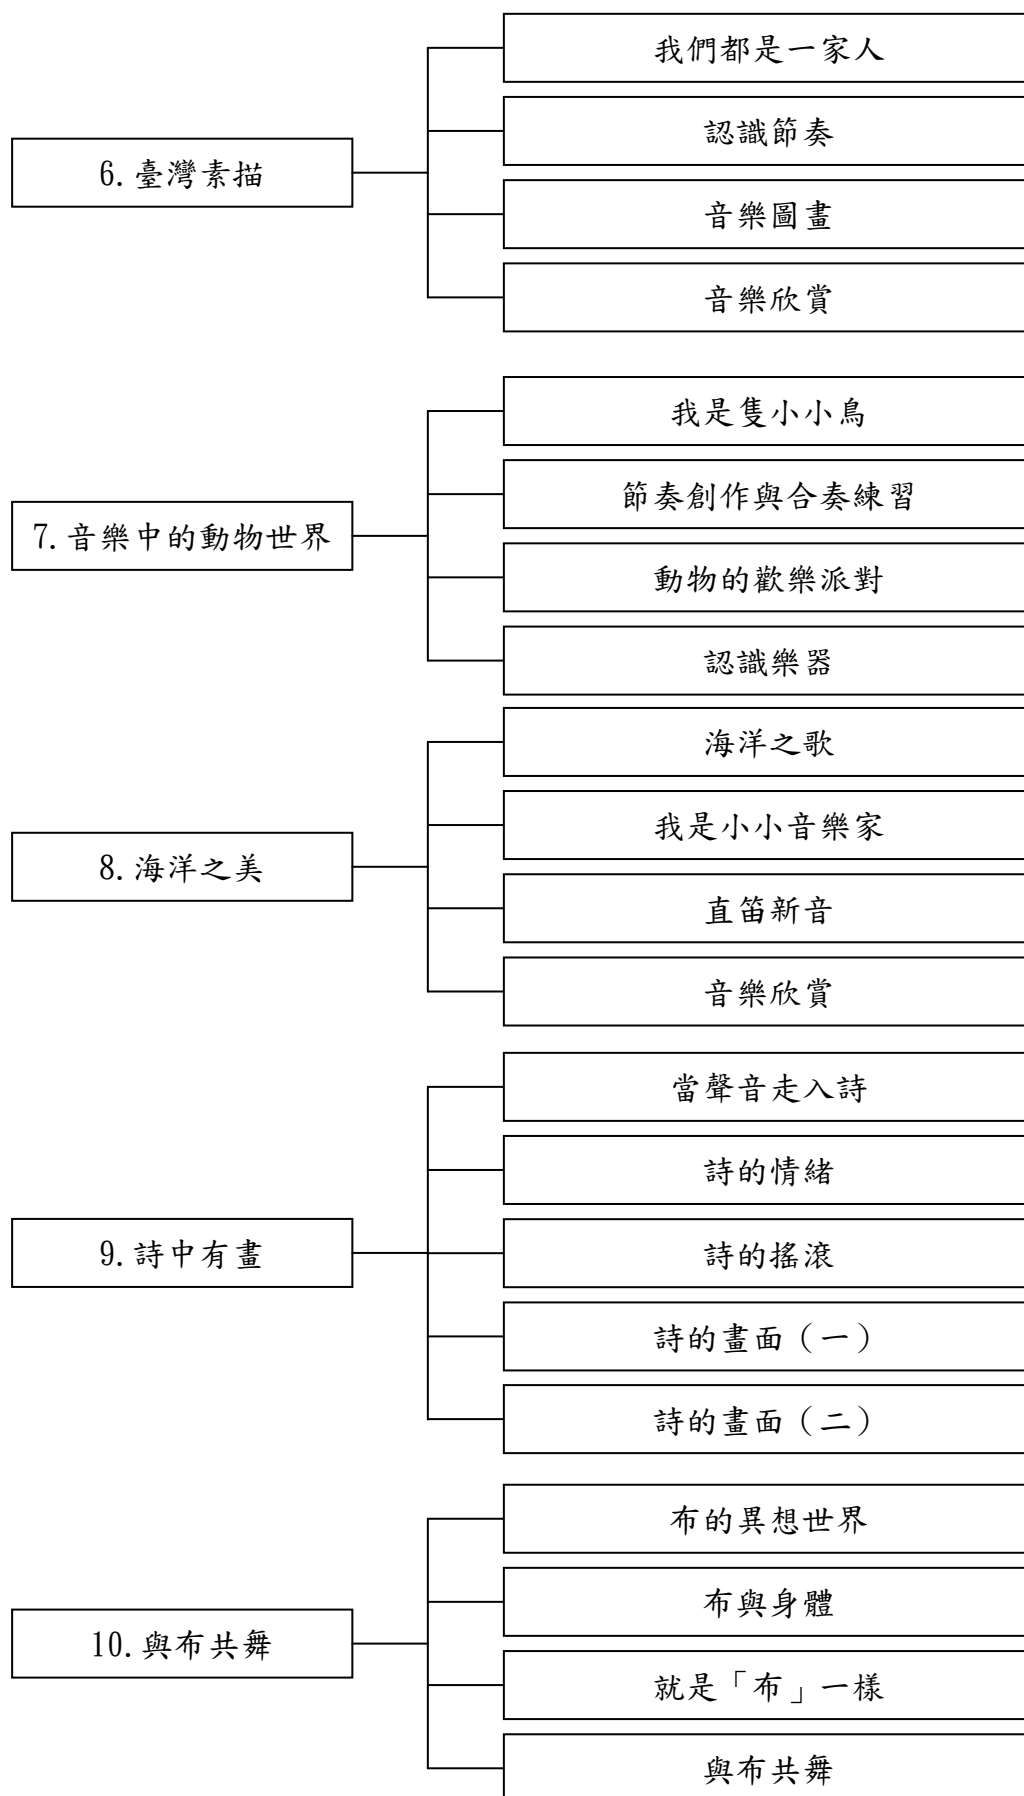 6.臺灣素描
我們都是一家人
認識節奏
音樂圖畫
音樂欣賞
7.音樂中的動物世界
我是隻小小鳥
節奏創作與合奏練習
動物的歡樂派對
認識樂器
8.海洋之美
海洋之歌
我是小小音樂家
直笛新音
音樂欣賞
9.詩中有畫
當聲音走入詩
詩的情緒
詩的搖滾
詩的畫面（一）
詩的畫面（二）
10.與布共舞
布的異想世界
布與身體
就是「布」一樣
與布共舞